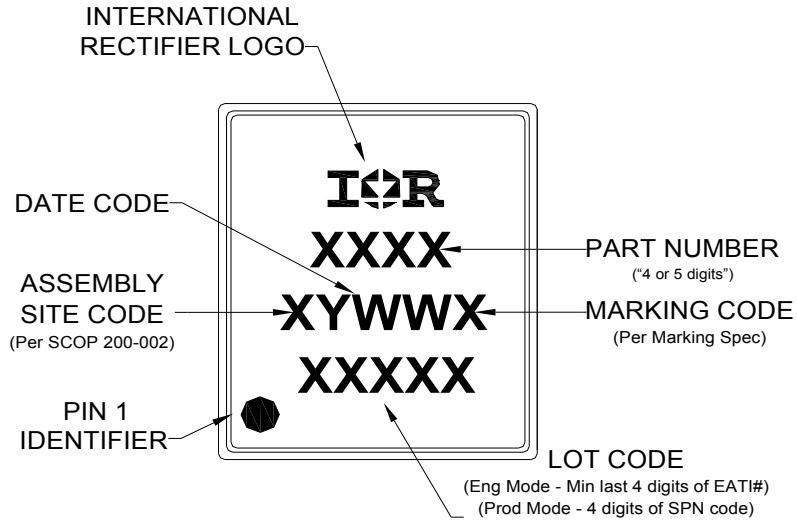 INTERNATIONAL
RECTIFIER LOGO
IOR
DATE CODE
XXXX
PART NUMBER
("4 or 5 digits")
ASSEMBLY
SITE CODE
(Per SCOP 200-002)
XYWWX
MARKING CODE
(Per Marking Spec)
XXXXX
PIN 1
IDENTIFIER
LOT CODE
(Eng Mode - Min last 4 digits of EATI#)
(Prod Mode - 4 digits of SPN code)